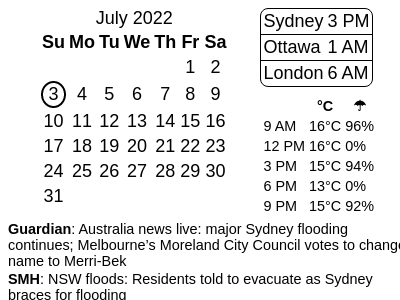 July 2022
Su Mo Tu We Th Fr Sa
1 2
3 4 5 6 7 8 9
10 11 12 13 14 15 16
17 18 19 20 21 22 23
24 25 26 27 28 29 30
31
Sydney 3 PM
Ottawa 1 AM
London 6 AM
°C ☂
9 AM 16°C 96%
12 PM 16°C 0%
3 PM 15°C 94%
6 PM 13°C 0%
9 PM 15°C 92%
Guardian: Australia news live: major Sydney flooding
continues; Melbourne’s Moreland City Council votes to change
name to Merri-Bek
SMH: NSW floods: Residents told to evacuate as Sydney
braces for flooding